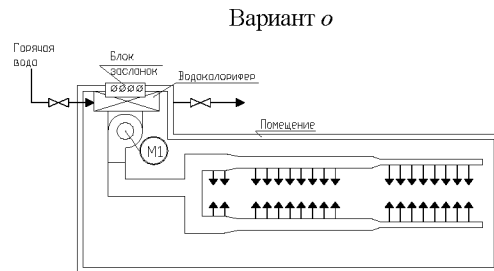 Вариант о
Горячая
вода
Блок
заслонок
Водокалорифер
Помещение
М1